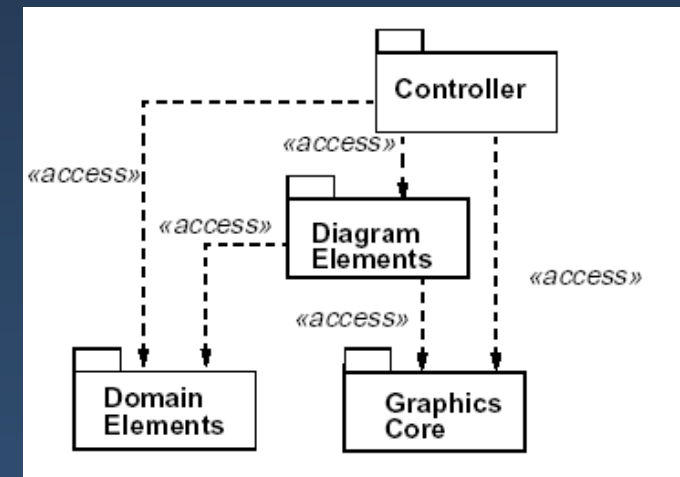 Controller
«access»
«access»
«access»
Diagram
Elements
«access»
«access»
Domain
Elements
Graphics
Core